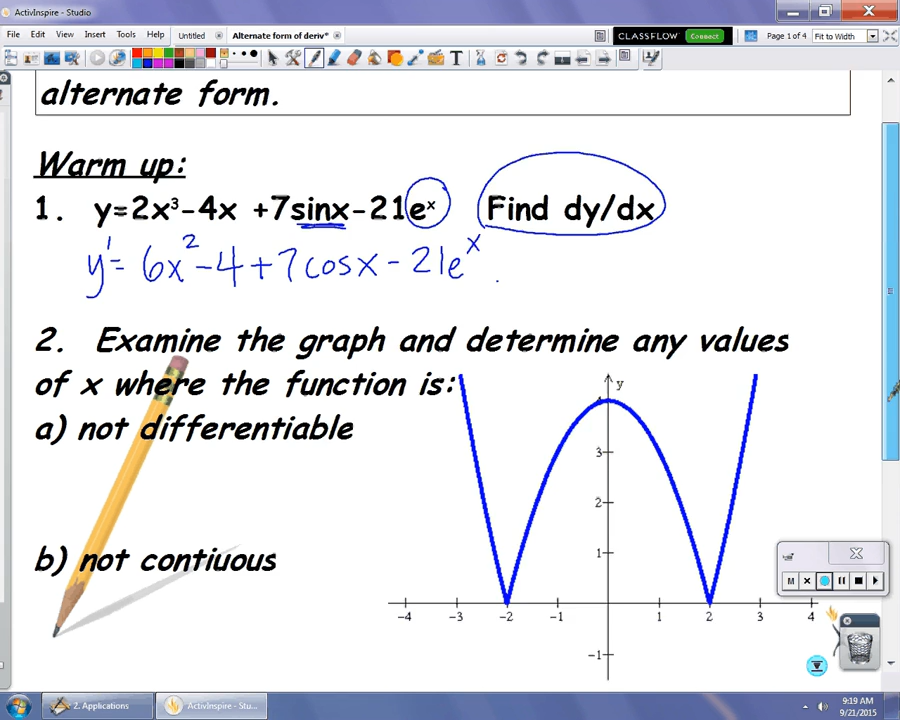 ActivInspire - Studio
File Edit View Insert Tools Help
Untitled
Alternate form of deriv*
CLASSFLOW Connect
Page 1 of 4
Fit to Width
alternate form.
Warm up:
1. y=2x³-4x +7sinx-21eˣ Find dy/dx
y' = 6x² - 4 + 7cosx - 21eˣ
2. Examine the graph and determine any values
of x where the function is:
a) not differentiable
b) not contiuous
y
4
3
2
1
-4 -3 -2 -1 1 2 3 4
-1
M
2. Applications
ActivInspire - Stu...
9:19 AM
9/21/2015